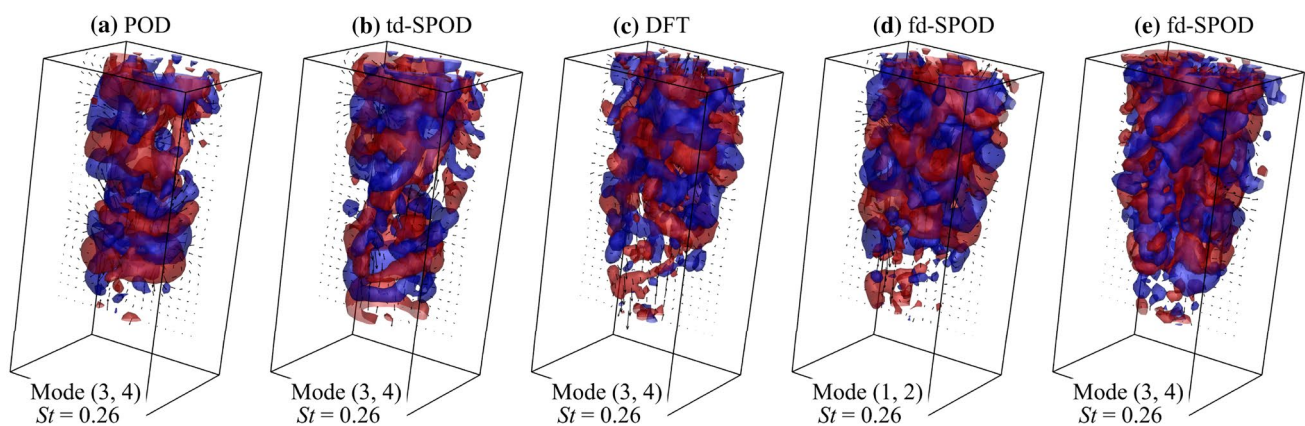 (a) POD
(b) td-SPOD
(c) DFT
(d) fd-SPOD
(e) fd-SPOD
Mode (3, 4)
St = 0.26
Mode (3, 4)
St = 0.26
Mode (3, 4)
St = 0.26
Mode (1, 2)
St = 0.26
Mode (3, 4)
St = 0.26